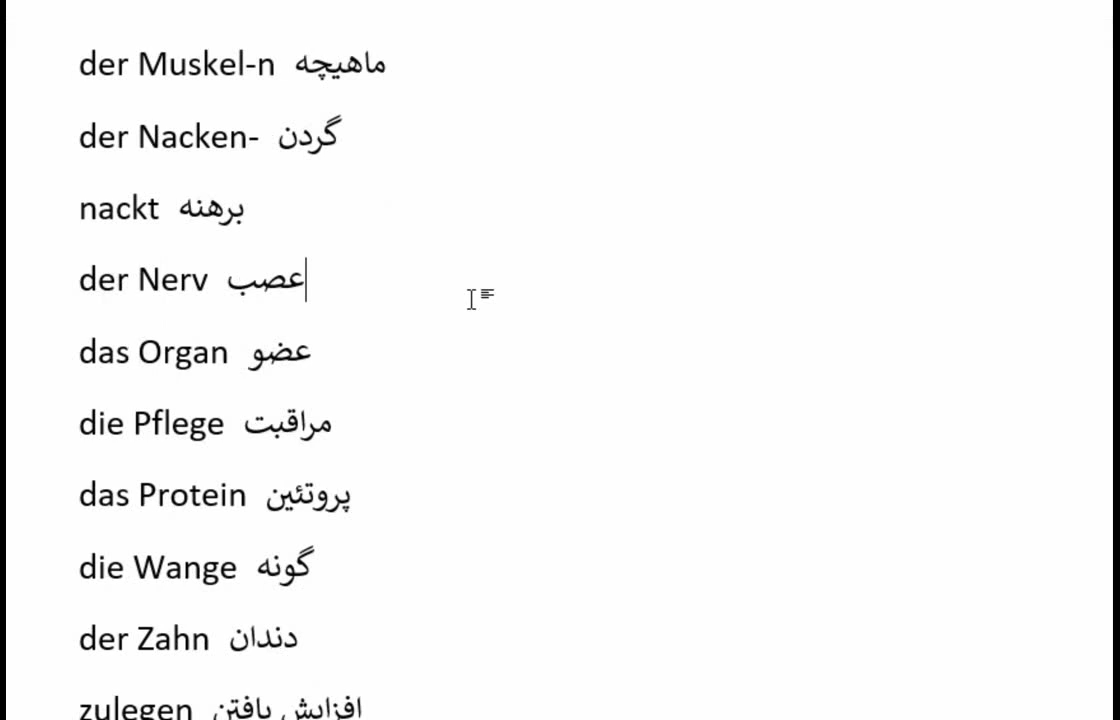 der Muskel-n ماهیچه
der Nacken- گردن
nackt برهنه
der Nerv عصب
das Organ عضو
die Pflege مراقبت
das Protein پروتئین
die Wange گونه
der Zahn دندان
zulegen افزایش یافتن